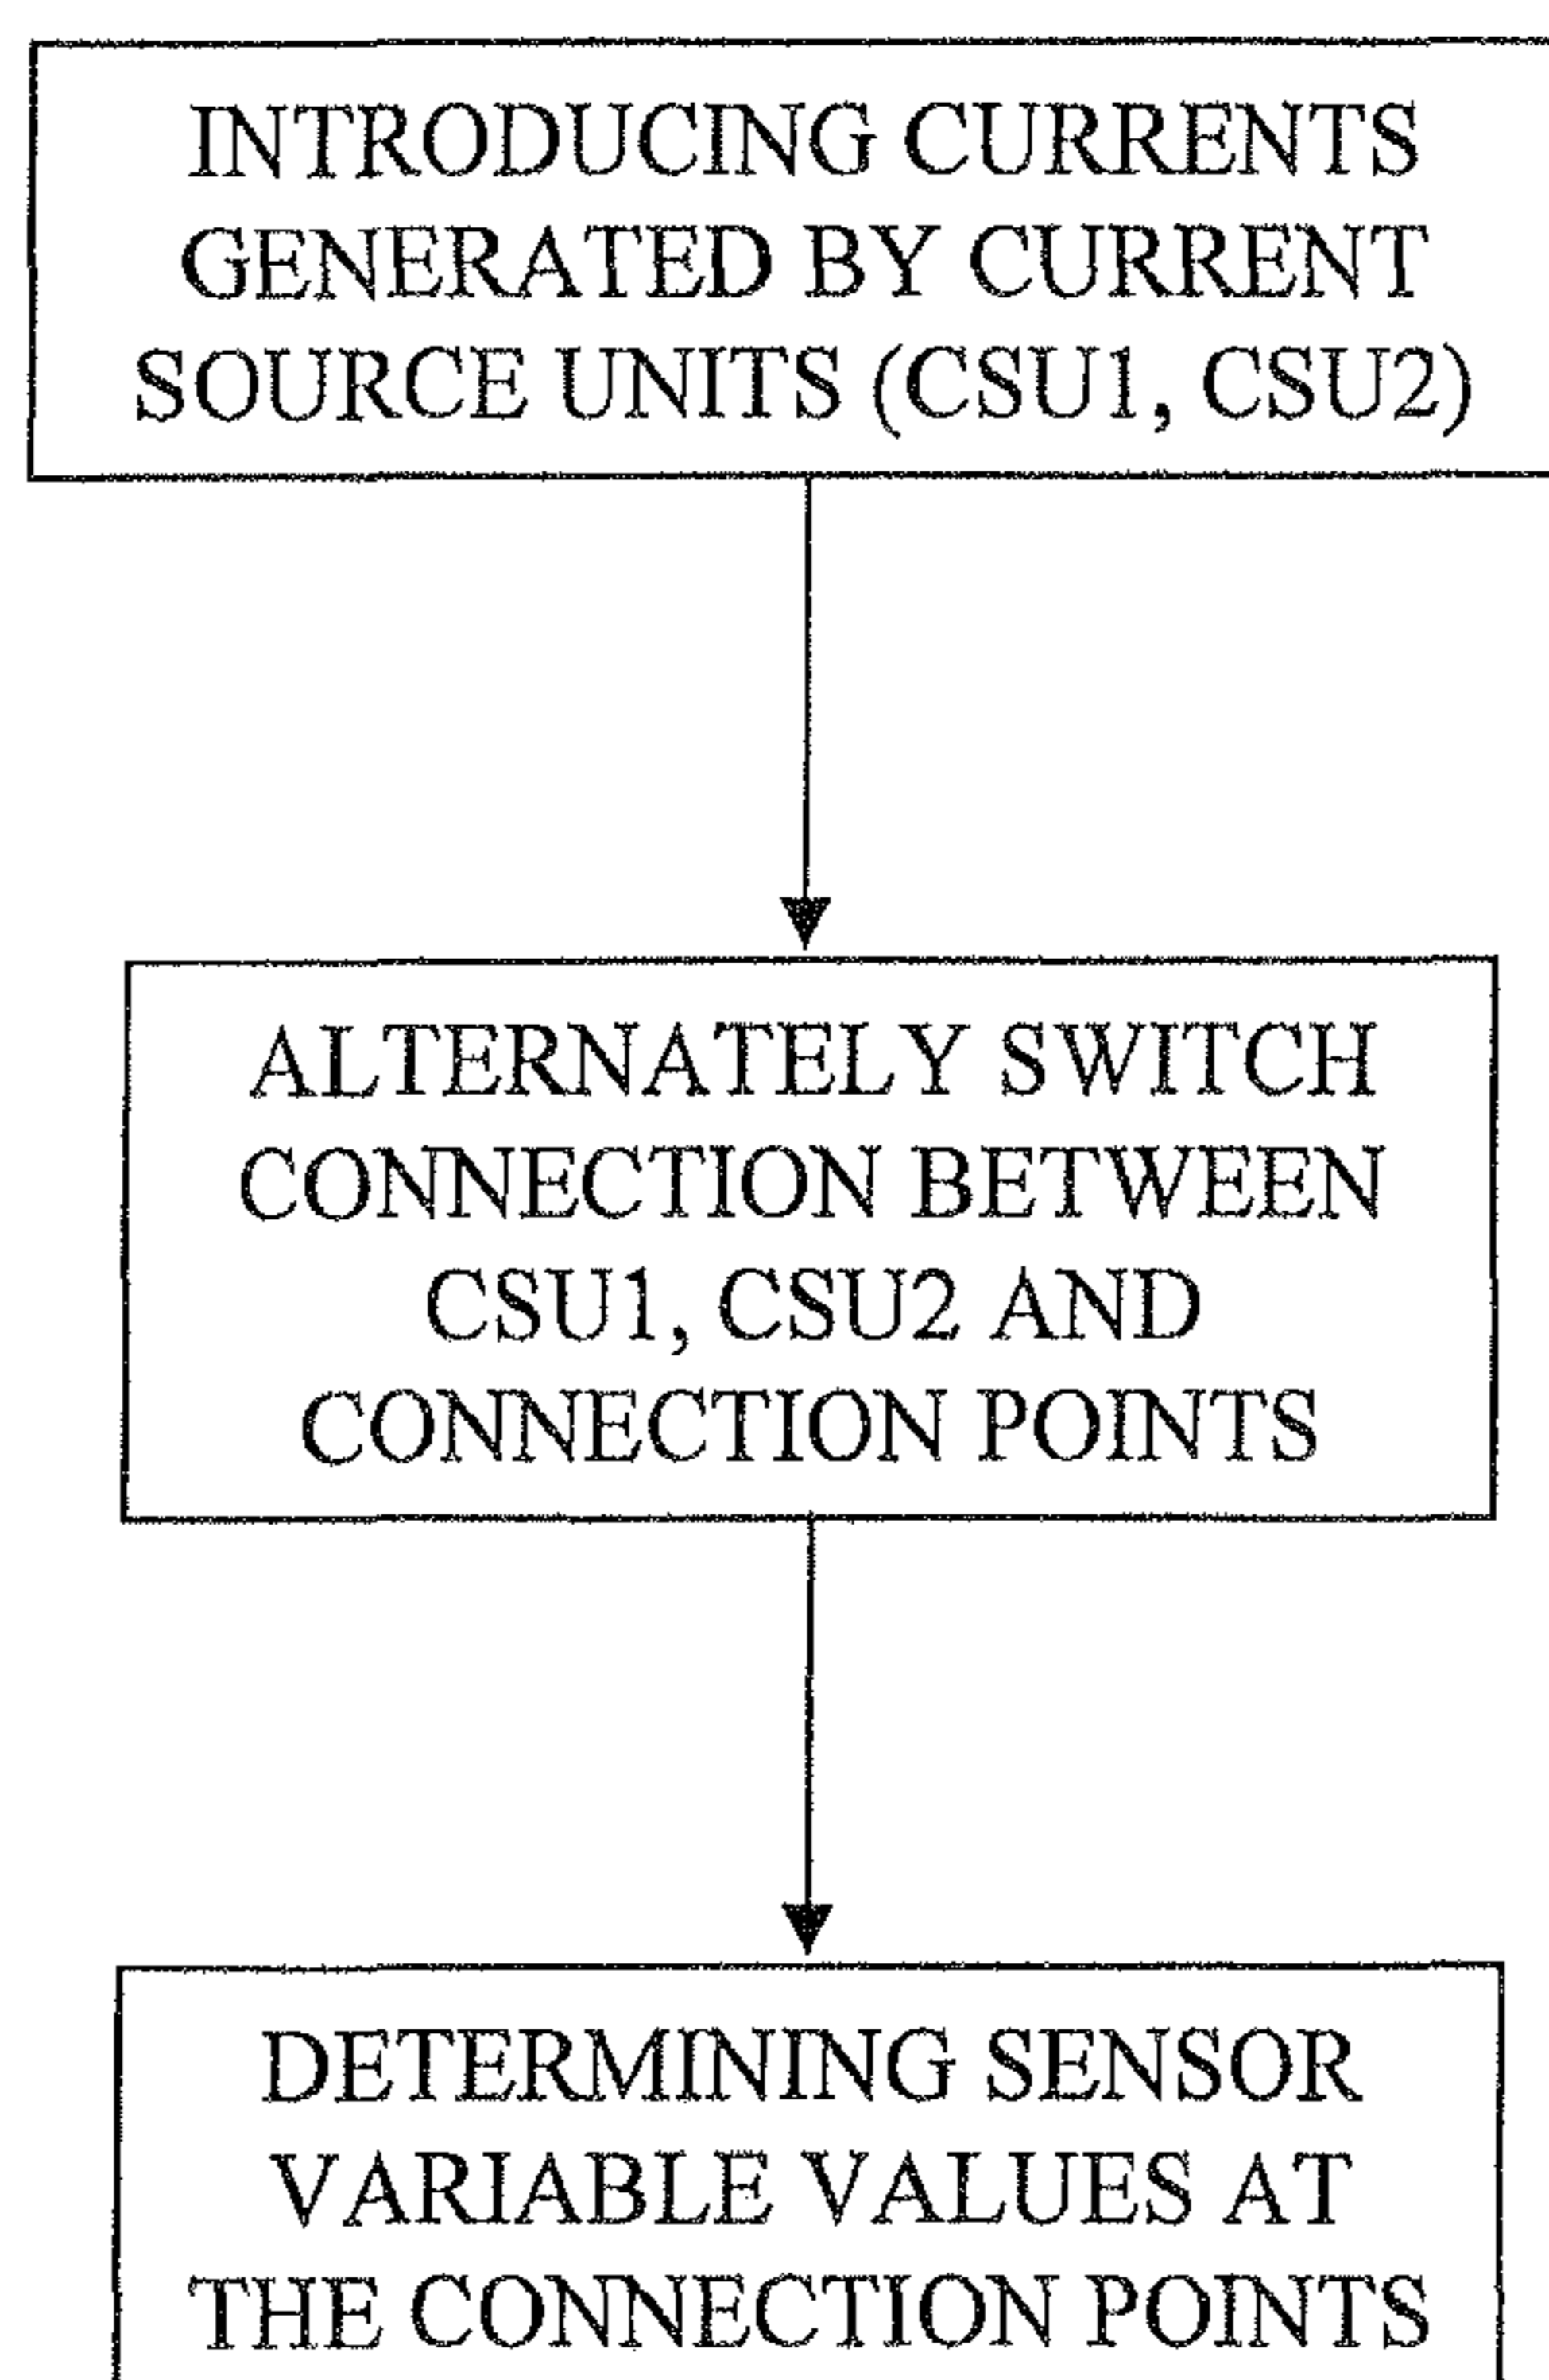 INTRODUCING CURRENTS
GENERATED BY CURRENT
SOURCE UNITS (CSU1, CSU2)
ALTERNATELY SWITCH
CONNECTION BETWEEN
CSU1, CSU2 AND
CONNECTION POINTS
DETERMINING SENSOR
VARIABLE VALUES AT
THE CONNECTION POINTS